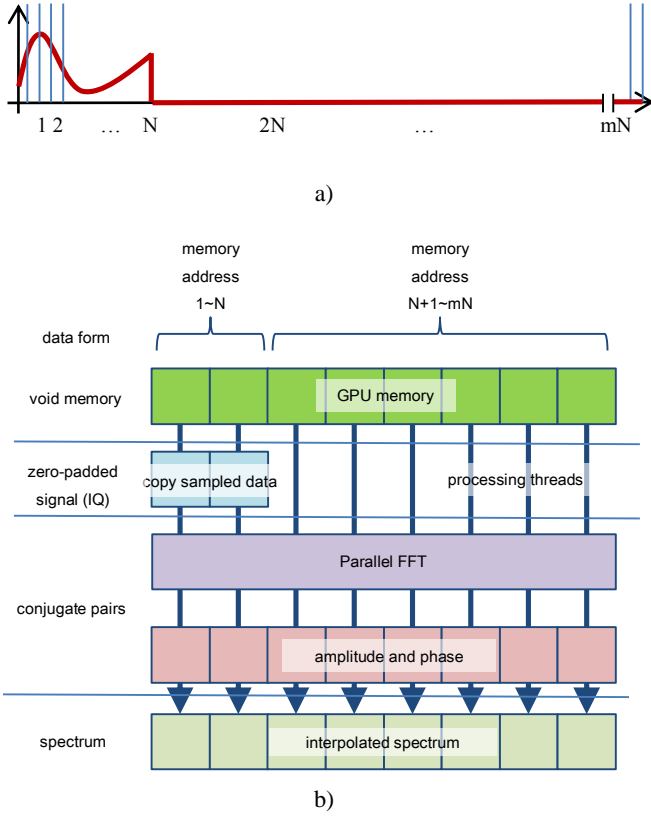 1 2 … N 2N … mN
a)
memory memory
address address
1~N N+1~mN
data form
void memory GPU memory
zero-padded copy sampled data processing threads
signal (IQ)
Parallel FFT
conjugate pairs
amplitude and phase
spectrum interpolated spectrum
b)